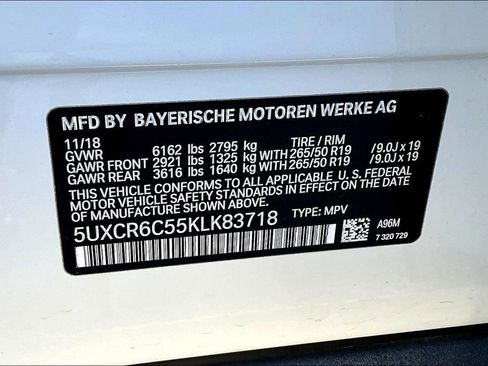 MFD BY BAYERISCHE MOTOREN WERKE AG
11/18
GVWR 6162 lbs 2795 kg TIRE / RIM
GAWR FRONT 2921 lbs 1325 kg WITH 265/50 R19 /9.0J x 19
GAWR REAR 3616 lbs 1640 kg WITH 265/50 R19 /9.0J x 19
THIS VEHICLE CONFORMS TO ALL APPLICABLE U.S. FEDERAL
MOTOR VEHICLE SAFETY STANDARDS IN EFFECT ON THE DATE
OF MANUFACTURE SHOWN ABOVE.
5UXCR6C55KLK83718 TYPE: MPV
A96M
7 320 729